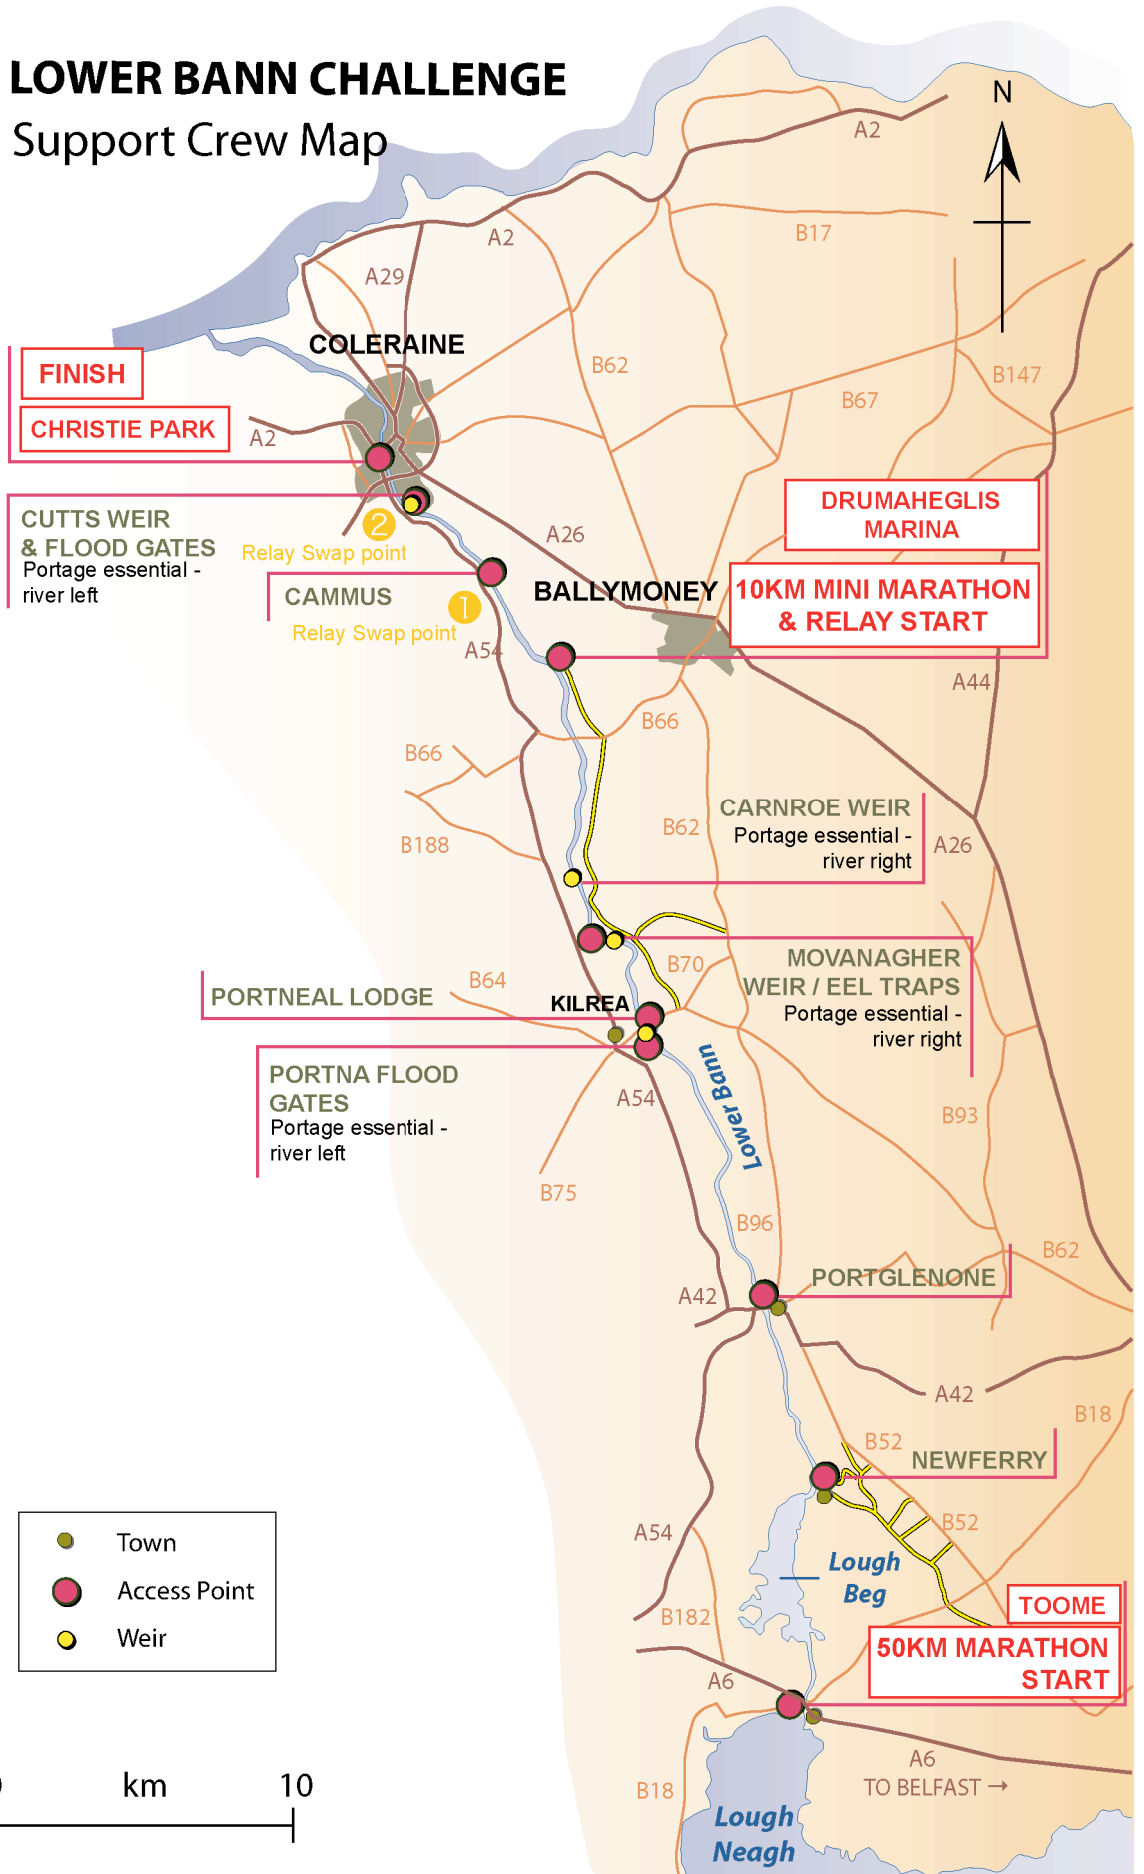 LOWER BANN CHALLENGE
Support Crew Map
N
A2
A2
B17
A29
COLERAINE
B62
B147
B67
FINISH
CHRISTIE PARK
A2
CUTTS WEIR
& FLOOD GATES
Portage essential -
river left
2
Relay Swap point
A26
DRUMAHEGLIS
MARINA
10KM MINI MARATHON
& RELAY START
CAMMUS
1
Relay Swap point
BALLYMONEY
A54
A44
B66
B66
B188
B62
CARNROE WEIR
Portage essential -
river right
A26
PORTNEAL LODGE
B64
KILREA
B70
MOVANAGHER
WEIR / EEL TRAPS
Portage essential -
river right
PORTNA FLOOD
GATES
Portage essential -
river left
A54
Lower Bann
B93
B75
B96
B62
PORTGLENONE
A42
A42
B18
B52
NEWFERRY
B52
Town
Access Point
Weir
A54
Lough
Beg
B182
TOOME
50KM MARATHON
START
A6
A6
TO BELFAST →
B18
km
10
Lough
Neagh